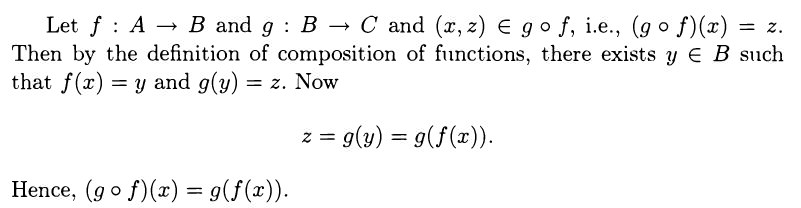 Let f : A → B and g : B → C and (x, z) ∈ g ∘ f, i.e., (g ∘ f)(x) = z.
Then by the definition of composition of functions, there exists y ∈ B such
that f(x) = y and g(y) = z. Now
z = g(y) = g(f(x)).
Hence, (g ∘ f)(x) = g(f(x)).